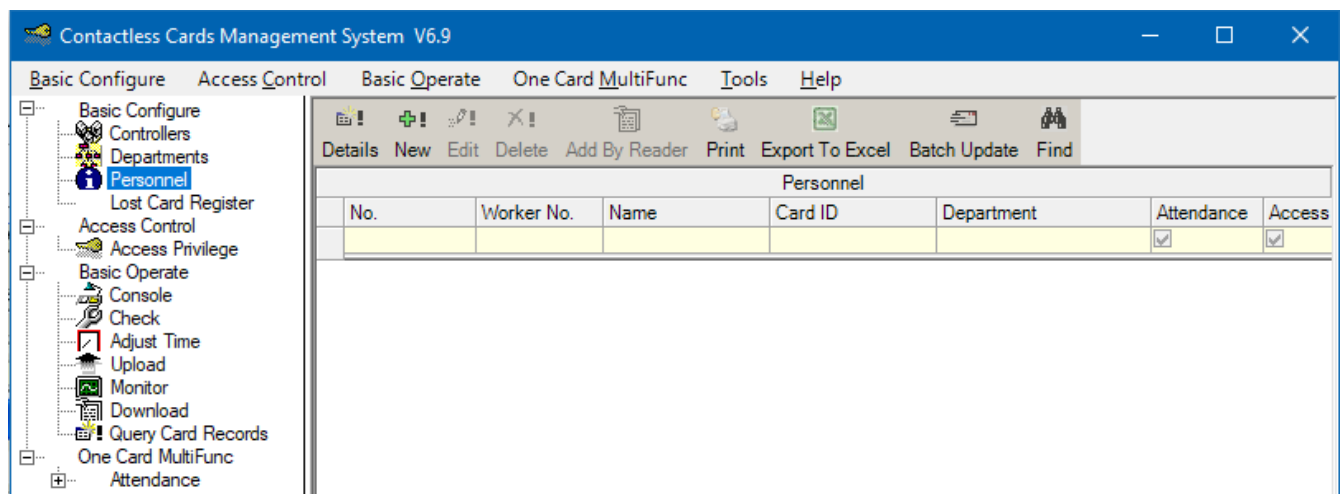 Contactless Cards Management System V6.9
Basic Configure Access Control Basic Operate One Card MultiFunc Tools Help
Basic Configure
Controllers
Departments
Personnel
Lost Card Register
Access Control
Access Privilege
Basic Operate
Console
Check
Adjust Time
Upload
Monitor
Download
Query Card Records
One Card MultiFunc
Attendance
Details New Edit Delete Add By Reader Print Export To Excel Batch Update Find
Personnel
No. Worker No. Name Card ID Department Attendance Access